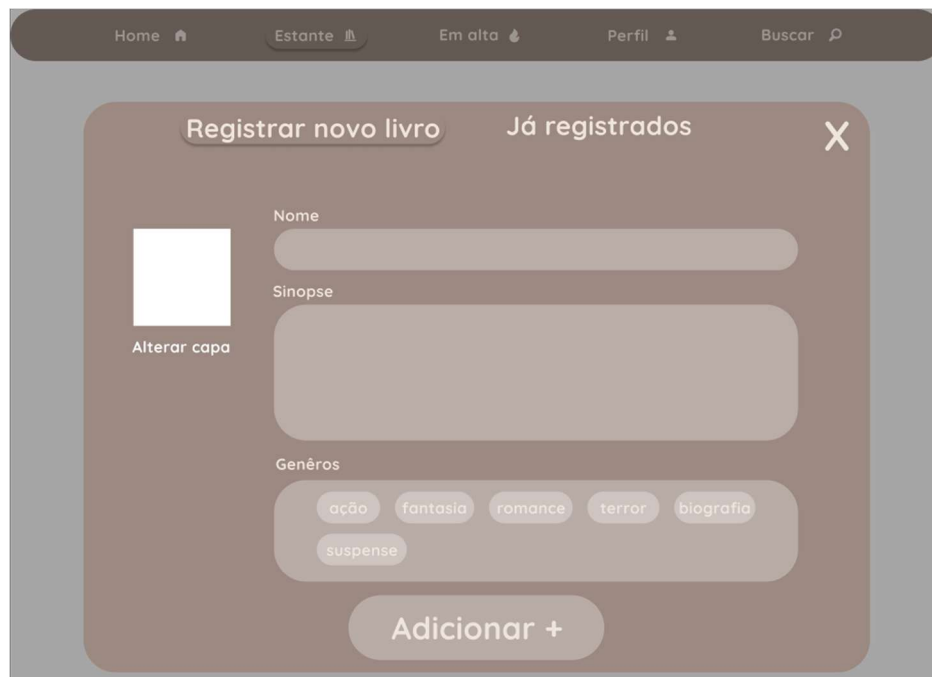 Home Estante Em alta Perfil Buscar
Registrar novo livro Já registrados X
Nome
Sinopse
Alterar capa
Genêros
ação fantasia romance terror biografia
suspense
Adicionar +